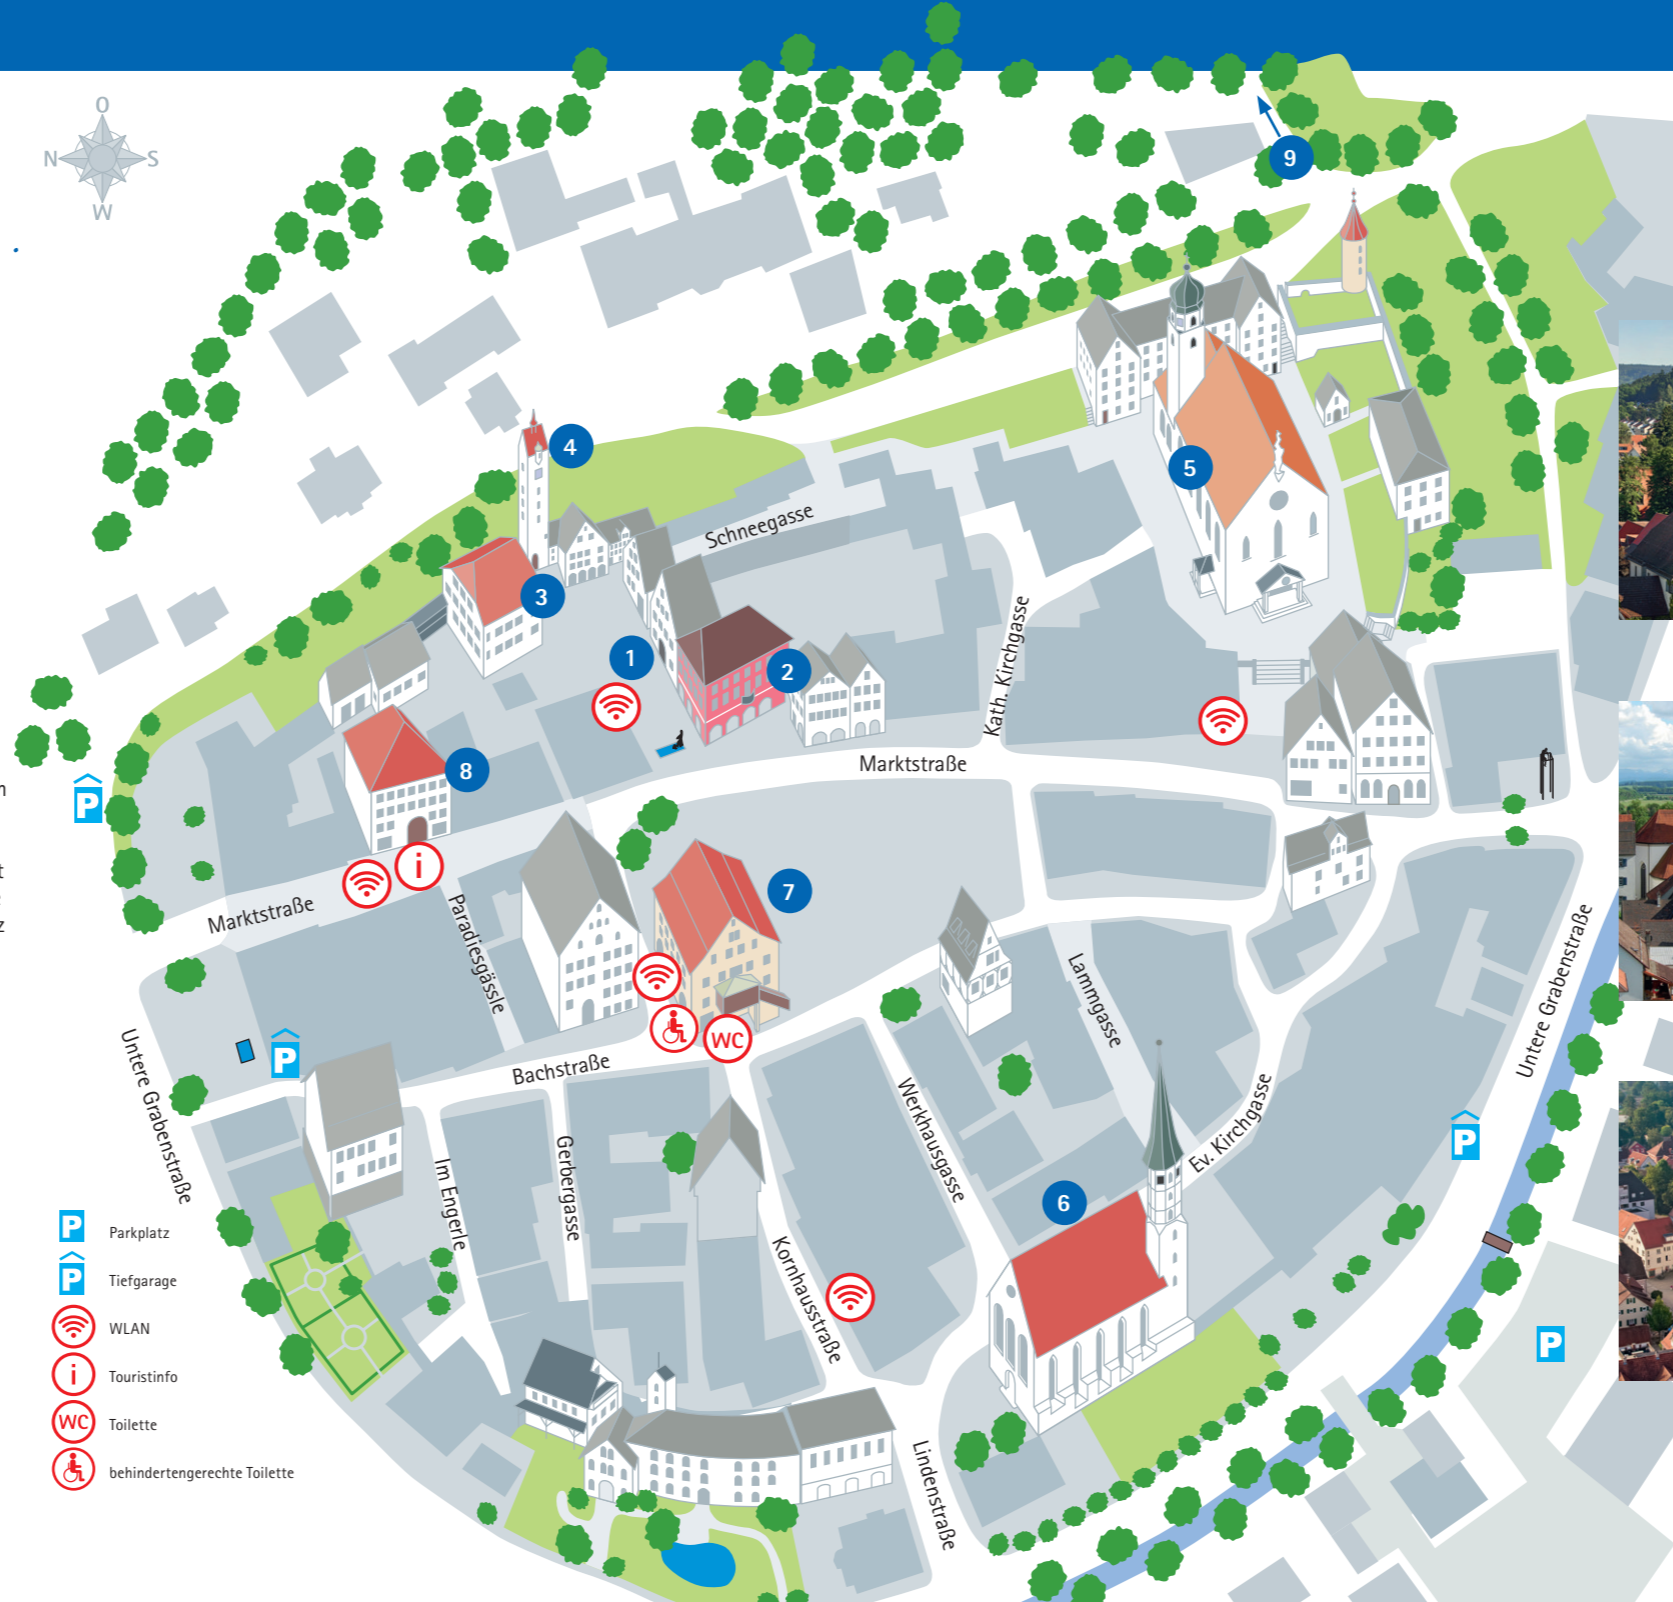 O
N
S
W
9
4
5
Schneegasse
3
1
2
Kath. Kirchgasse
Marktstraße
8
P
n
i
t
z
7
Marktstraße
Paradiesgässle
Lammgasse
Untere Grabenstraße
P
WC
Bachstraße
Untere Grabenstraße
Werkhausgasse
Gerbergasse
Im Engerle
Ev. Kirchgasse
P
6
Kornhausstraße
P
Lindenstraße
P Parkplatz
P Tiefgarage
WLAN
i Touristinfo
WC Toilette
behindertengerechte Toilette